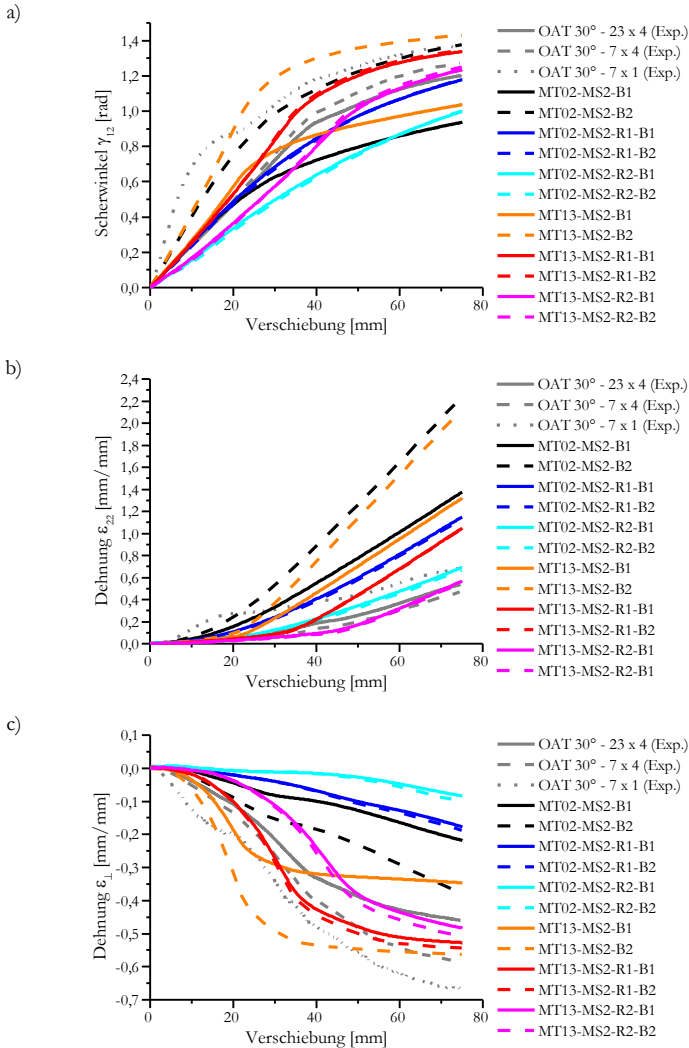 a)
Scherwinkel γ12 [rad]
1,4
1,2
1,0
0,8
0,6
0,4
0,2
0,0
0 20 40 60 80
Verschiebung [mm]
OAT 30° - 23 x 4 (Exp.)
OAT 30° - 7 x 4 (Exp.)
OAT 30° - 7 x 1 (Exp.)
MT02-MS2-B1
MT02-MS2-B2
MT02-MS2-R1-B1
MT02-MS2-R1-B2
MT02-MS2-R2-B1
MT02-MS2-R2-B2
MT13-MS2-B1
MT13-MS2-B2
MT13-MS2-R1-B1
MT13-MS2-R1-B2
MT13-MS2-R2-B1
MT13-MS2-R2-B2
b)
Dehnung ε22 [mm/mm]
2,4
2,2
2,0
1,8
1,6
1,4
1,2
1,0
0,8
0,6
0,4
0,2
0,0
0 20 40 60 80
Verschiebung [mm]
OAT 30° - 23 x 4 (Exp.)
OAT 30° - 7 x 4 (Exp.)
OAT 30° - 7 x 1 (Exp.)
MT02-MS2-B1
MT02-MS2-B2
MT02-MS2-R1-B1
MT02-MS2-R1-B2
MT02-MS2-R2-B1
MT02-MS2-R2-B2
MT13-MS2-B1
MT13-MS2-B2
MT13-MS2-R1-B1
MT13-MS2-R1-B2
MT13-MS2-R2-B1
MT13-MS2-R2-B1
c)
Dehnung ε⊥ [mm/mm]
0,1
0,0
-0,1
-0,2
-0,3
-0,4
-0,5
-0,6
-0,7
0 20 40 60 80
Verschiebung [mm]
OAT 30° - 23 x 4 (Exp.)
OAT 30° - 7 x 4 (Exp.)
OAT 30° - 7 x 1 (Exp.)
MT02-MS2-B1
MT02-MS2-B2
MT02-MS2-R1-B1
MT02-MS2-R1-B2
MT02-MS2-R2-B1
MT02-MS2-R2-B2
MT13-MS2-B1
MT13-MS2-B2
MT13-MS2-R1-B1
MT13-MS2-R1-B2
MT13-MS2-R2-B1
MT13-MS2-R2-B2